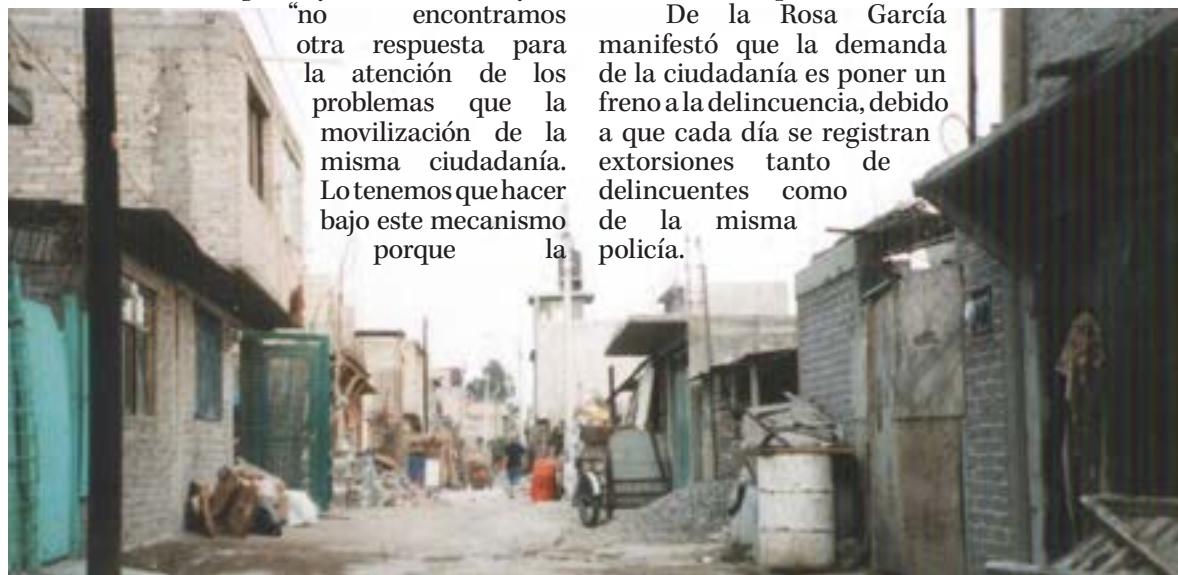 “no encontramos
otra respuesta para
la atención de los
problemas que la
movilización de la
misma ciudadanía.
Lo tenemos que hacer
bajo este mecanismo
porque la
De la Rosa García
manifestó que la demanda
de la ciudadanía es poner un
freno a la delincuencia, debido
a que cada día se registran
extorsiones tanto de
delincuentes como
de la misma
policía.